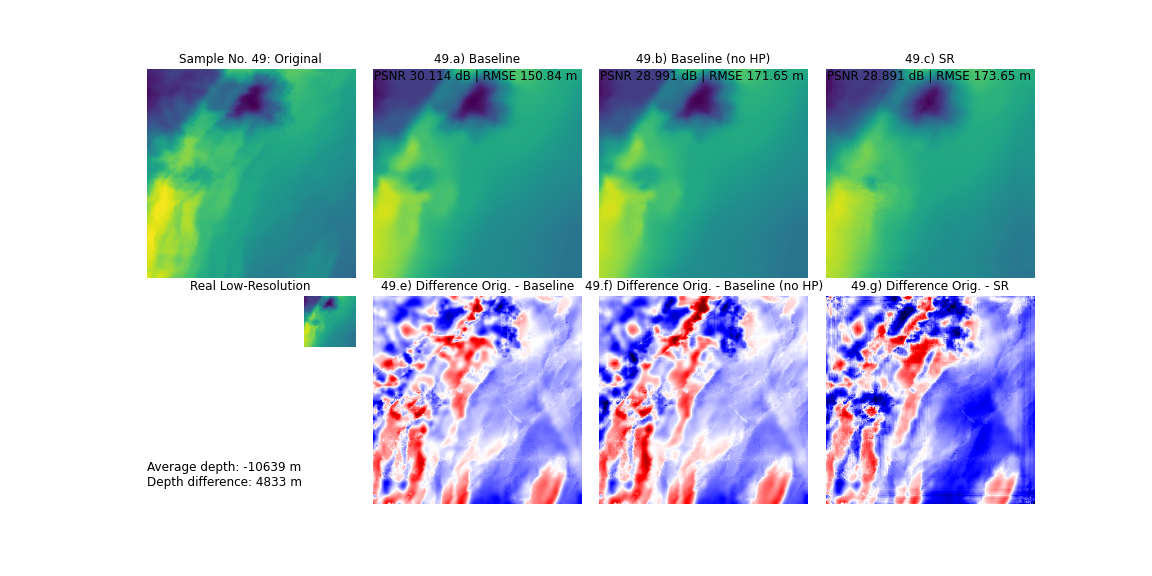 Sample No. 49: Original
49.a) Baseline
49.b) Baseline (no HP)
49.c) SR
PSNR 30.114 dB | RMSE 150.84 m
PSNR 28.991 dB | RMSE 171.65 m
PSNR 28.891 dB | RMSE 173.65 m
Real Low-Resolution
49.e) Difference Orig. - Baseline
49.f) Difference Orig. - Baseline (no HP)
49.g) Difference Orig. - SR
Average depth: -10639 m
Depth difference: 4833 m